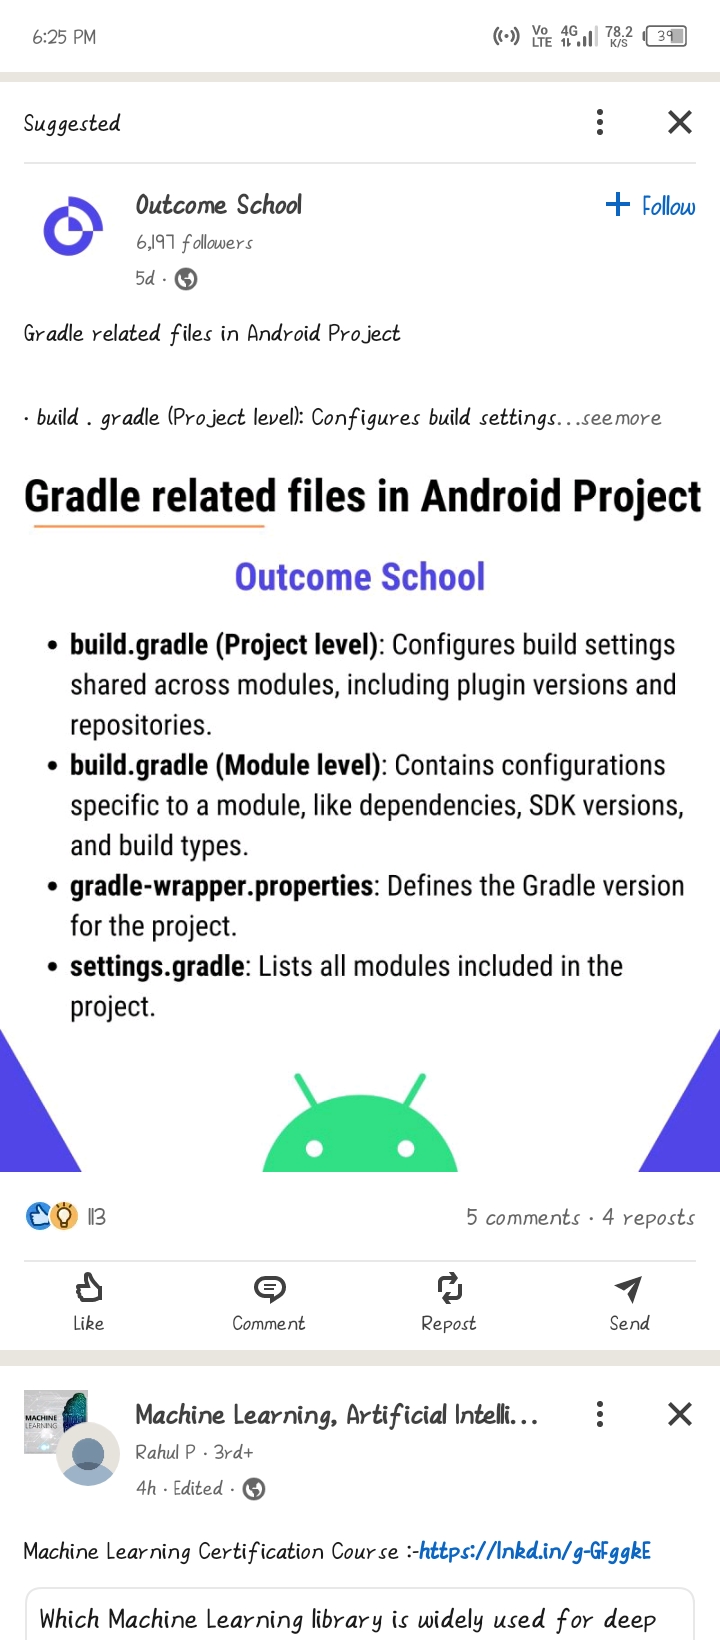 6:25 PM
Vo LTE 4G 78.2 K/S 39
Suggested
Outcome School
+ Follow
6,197 followers
5d ·
Gradle related files in Android Project
· build . gradle (Project level): Configures build settings...see more
Gradle related files in Android Project
Outcome School
• build.gradle (Project level): Configures build settings
shared across modules, including plugin versions and
repositories.
• build.gradle (Module level): Contains configurations
specific to a module, like dependencies, SDK versions,
and build types.
• gradle-wrapper.properties: Defines the Gradle version
for the project.
• settings.gradle: Lists all modules included in the
project.
113
5 comments · 4 reposts
Like
Comment
Repost
Send
MACHINE
LEARNING
Machine Learning, Artificial Intelli...
Rahul P · 3rd+
4h · Edited ·
Machine Learning Certification Course :-https://lnkd.in/g-GFggkE
Which Machine Learning library is widely used for deep